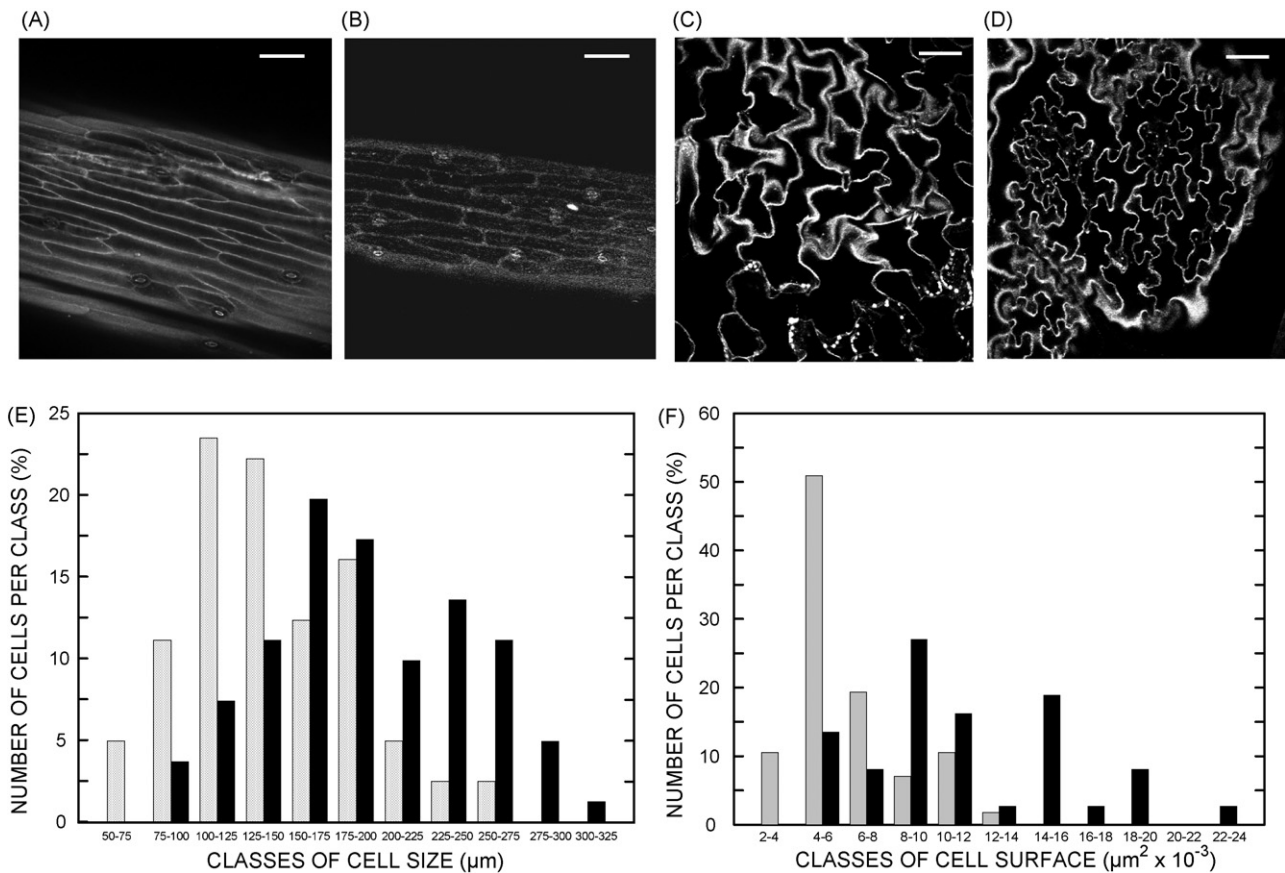 (A)
(B)
(C)
(D)
(E)
NUMBER OF CELLS PER CLASS (%)
25
20
15
10
5
0
50-75 75-100 100-125 125-150 150-175 175-200 200-225 225-250 250-275 275-300 300-325
CLASSES OF CELL SIZE (µm)
(F)
NUMBER OF CELLS PER CLASS (%)
60
50
40
30
20
10
0
2-4 4-6 6-8 8-10 10-12 12-14 14-16 16-18 18-20 20-22 22-24
CLASSES OF CELL SURFACE (µm² x 10⁻³)